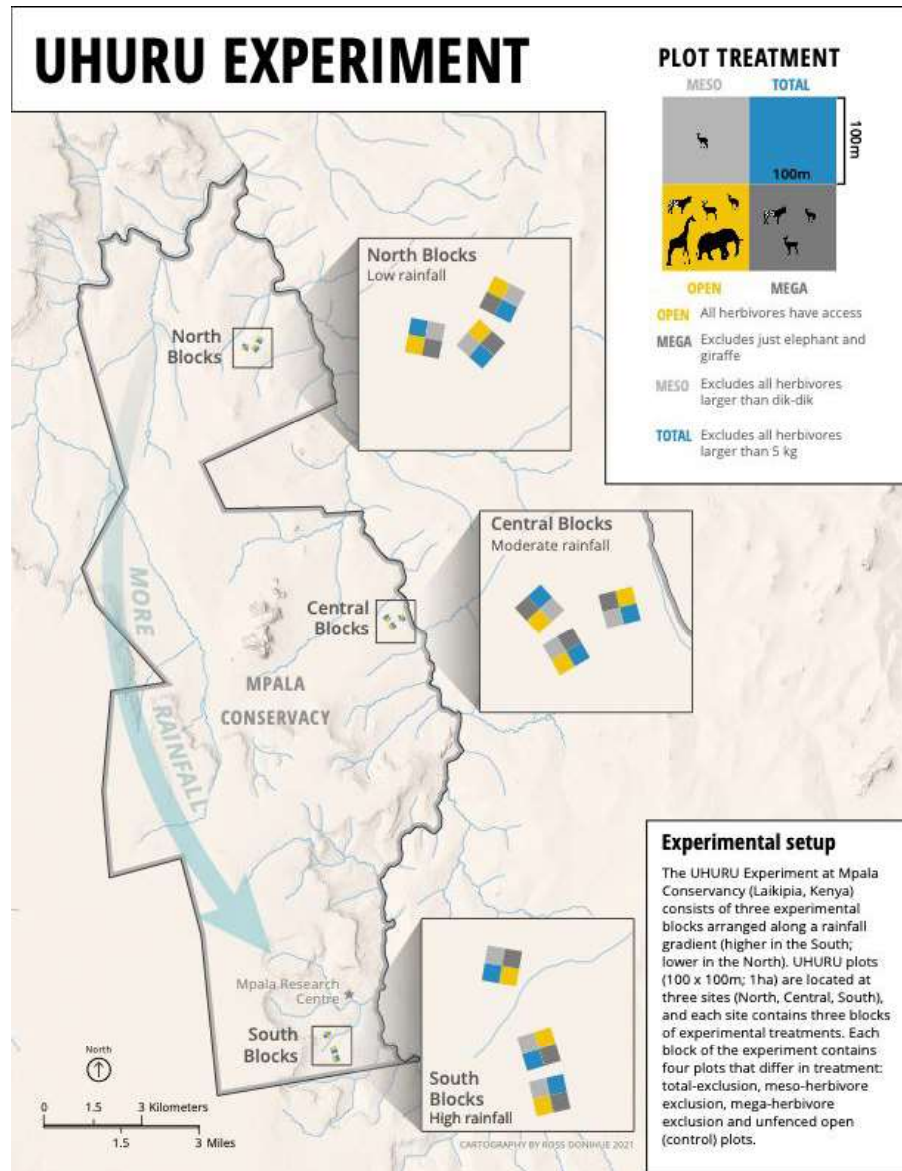 UHURU EXPERIMENT
PLOT TREATMENT
MESO TOTAL
100m
100m
OPEN MEGA
OPEN All herbivores have access
MEGA Excludes just elephant and
giraffe
MESO Excludes all herbivores
larger than dik-dik
TOTAL Excludes all herbivores
larger than 5 kg
North Blocks
Low rainfall
North
Blocks
Central Blocks
Moderate rainfall
MORE
RAINFALL
Central
Blocks
MPALA
CONSERVANCY
Mpala Research
Centre
South
Blocks
South
Blocks
High rainfall
North
0 1.5 3 Kilometers
1.5 3 Miles
CARTOGRAPHY BY ROSS DONIHUE 2021
Experimental setup
The UHURU Experiment at Mpala
Conservancy (Laikipia, Kenya)
consists of three experimental
blocks arranged along a rainfall
gradient (higher in the South;
lower in the North). UHURU plots
(100 x 100m; 1ha) are located at
three sites (North, Central, South),
and each site contains three blocks
of experimental treatments. Each
block of the experiment contains
four plots that differ in treatment:
total-exclusion, meso-herbivore
exclusion, mega-herbivore
exclusion and unfenced open
(control) plots.